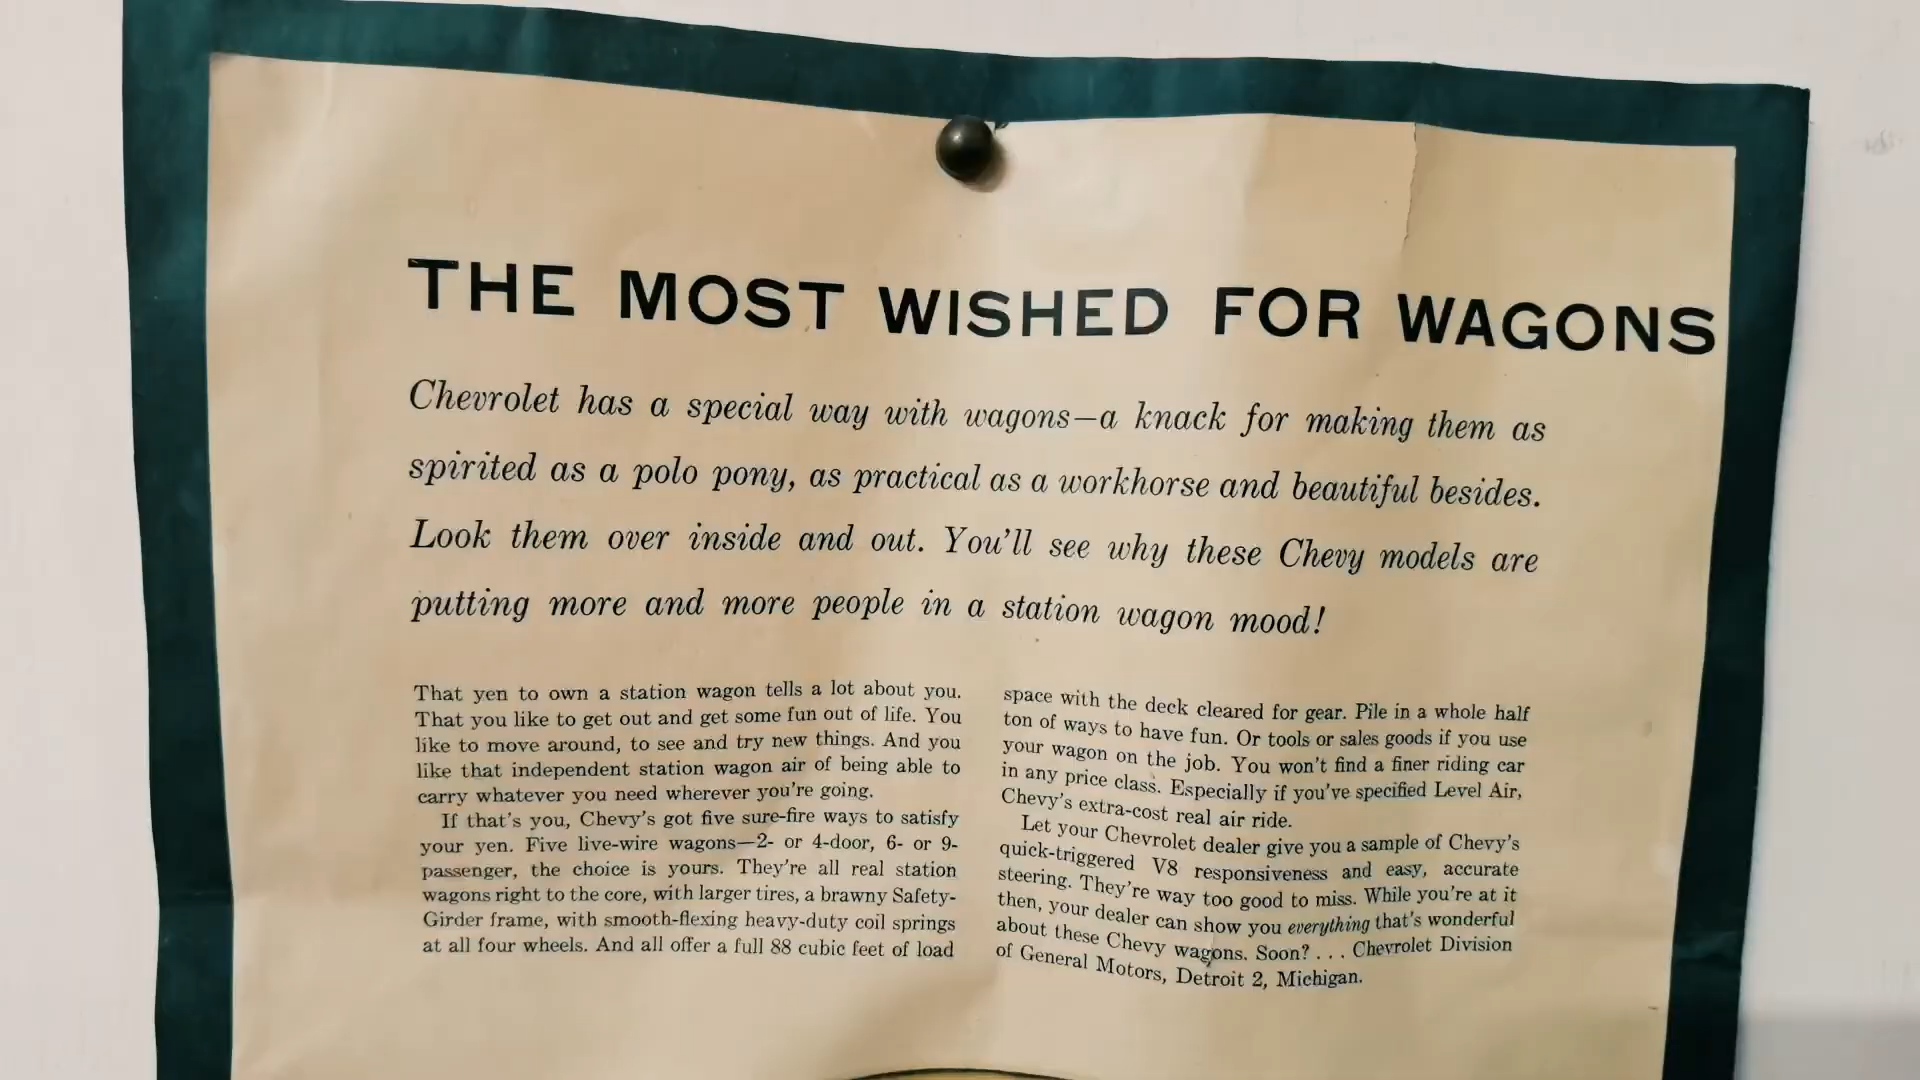 THE MOST WISHED FOR WAGONS
Chevrolet has a special way with wagons—a knack for making them as
spirited as a polo pony, as practical as a workhorse and beautiful besides.
Look them over inside and out. You'll see why these Chevy models are
putting more and more people in a station wagon mood!
That yen to own a station wagon tells a lot about you.
That you like to get out and get some fun out of life. You
like to move around, to see and try new things. And you
like that independent station wagon air of being able to
carry whatever you need wherever you're going.
If that's you, Chevy's got five sure-fire ways to satisfy
your yen. Five live-wire wagons—2- or 4-door, 6- or 9-
passenger, the choice is yours. They're all real station
wagons right to the core, with larger tires, a brawny Safety-
Girder frame, with smooth-flexing heavy-duty coil springs
at all four wheels. And all offer a full 88 cubic feet of load
space with the deck cleared for gear. Pile in a whole half
ton of ways to have fun. Or tools or sales goods if you use
your wagon on the job. You won't find a finer riding car
in any price class. Especially if you've specified Level Air,
Chevy's extra-cost real air ride.
Let your Chevrolet dealer give you a sample of Chevy's
quick-triggered V8 responsiveness and easy, accurate
steering. They're way too good to miss. While you're at it
then, your dealer can show you everything that's wonderful
about these Chevy wagons. Soon? . . . Chevrolet Division
of General Motors, Detroit 2, Michigan.